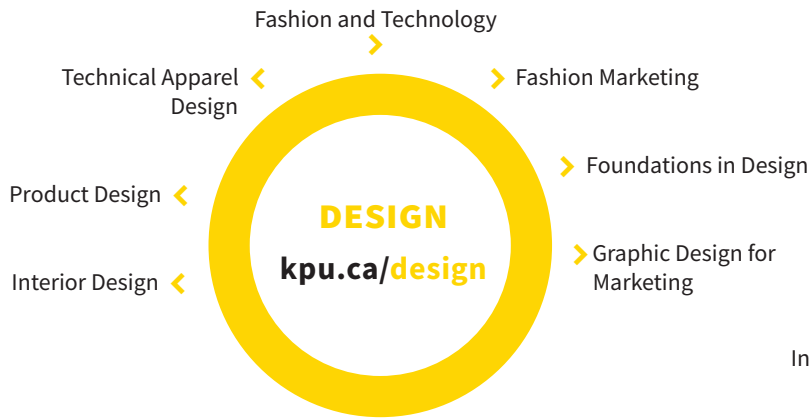 Fashion and Technology
Technical Apparel
Design
Fashion Marketing
Foundations in Design
Product Design
DESIGN
kpu.ca/design
Graphic Design for
Marketing
Interior Design
In